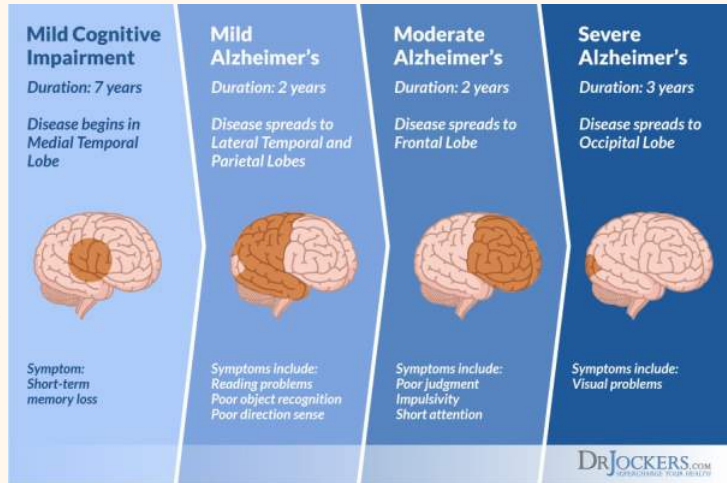 Mild Cognitive
Impairment
Duration: 7 years
Disease begins in
Medial Temporal
Lobe
Symptom:
Short-term
memory loss
Mild
Alzheimer's
Duration: 2 years
Disease spreads to
Lateral Temporal and
Parietal Lobes
Symptoms include:
Reading problems
Poor object recognition
Poor direction sense
Moderate
Alzheimer's
Duration: 2 years
Disease spreads to
Frontal Lobe
Symptoms include:
Poor judgment
Impulsivity
Short attention
Severe
Alzheimer's
Duration: 3 years
Disease spreads to
Occipital Lobe
Symptoms include:
Visual problems
DRJOCKERS.COM
SUPERCHARGE YOUR HEALTH